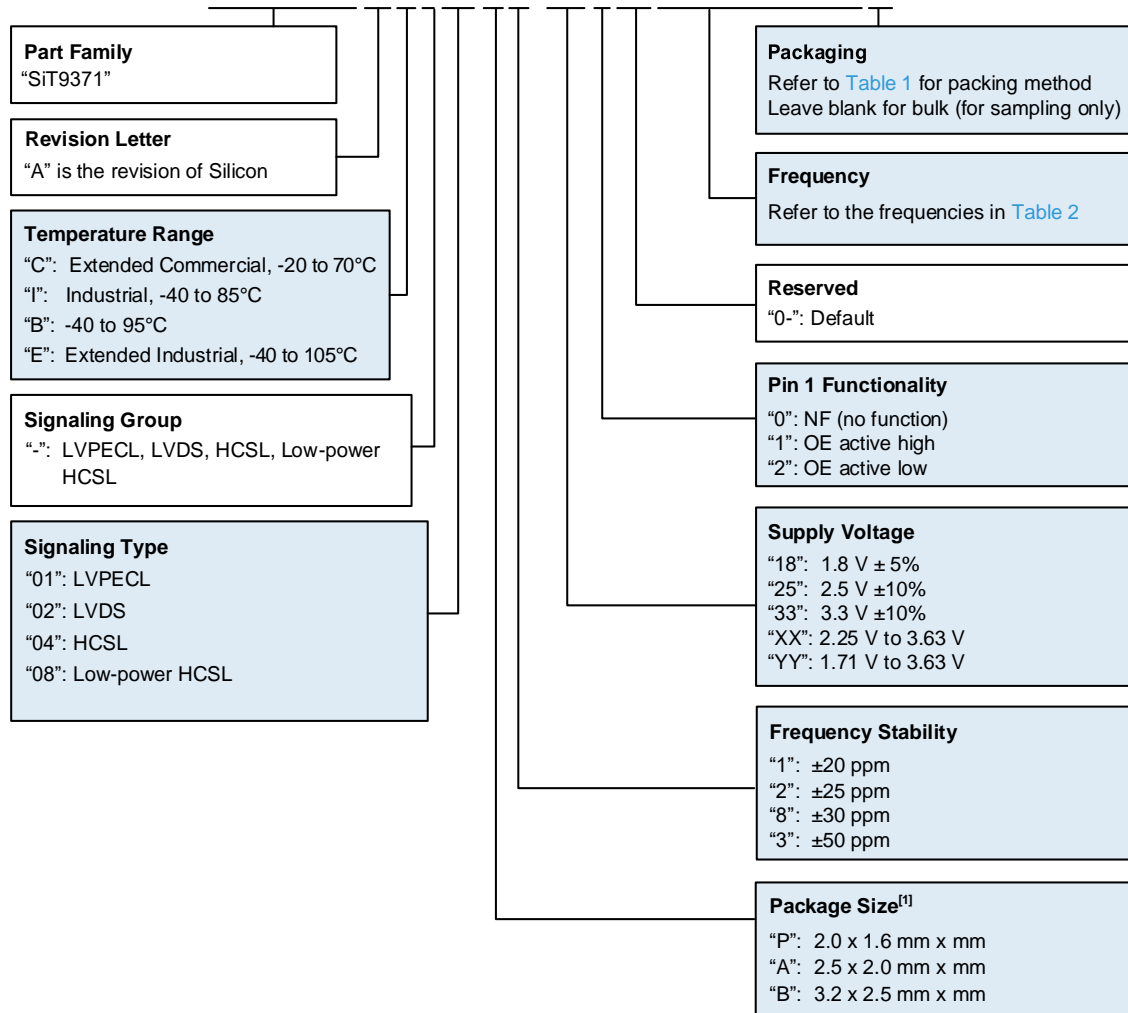 Part Family
“SiT9371”
Revision Letter
“A” is the revision of Silicon
Temperature Range
“C”: Extended Commercial, -20 to 70°C
“I”: Industrial, -40 to 85°C
“B”: -40 to 95°C
“E”: Extended Industrial, -40 to 105°C
Signaling Group
“-”: LVPECL, LVDS, HCSL, Low-power
HCSL
Signaling Type
“01”: LVPECL
“02”: LVDS
“04”: HCSL
“08”: Low-power HCSL
Packaging
Refer to Table 1 for packing method
Leave blank for bulk (for sampling only)
Frequency
Refer to the frequencies in Table 2
Reserved
“0-”: Default
Pin 1 Functionality
“0”: NF (no function)
“1”: OE active high
“2”: OE active low
Supply Voltage
“18”: 1.8 V ± 5%
“25”: 2.5 V ±10%
“33”: 3.3 V ±10%
“XX”: 2.25 V to 3.63 V
“YY”: 1.71 V to 3.63 V
Frequency Stability
“1”: ±20 ppm
“2”: ±25 ppm
“8”: ±30 ppm
“3”: ±50 ppm
Package Size[1]
“P”: 2.0 x 1.6 mm x mm
“A”: 2.5 x 2.0 mm x mm
“B”: 3.2 x 2.5 mm x mm